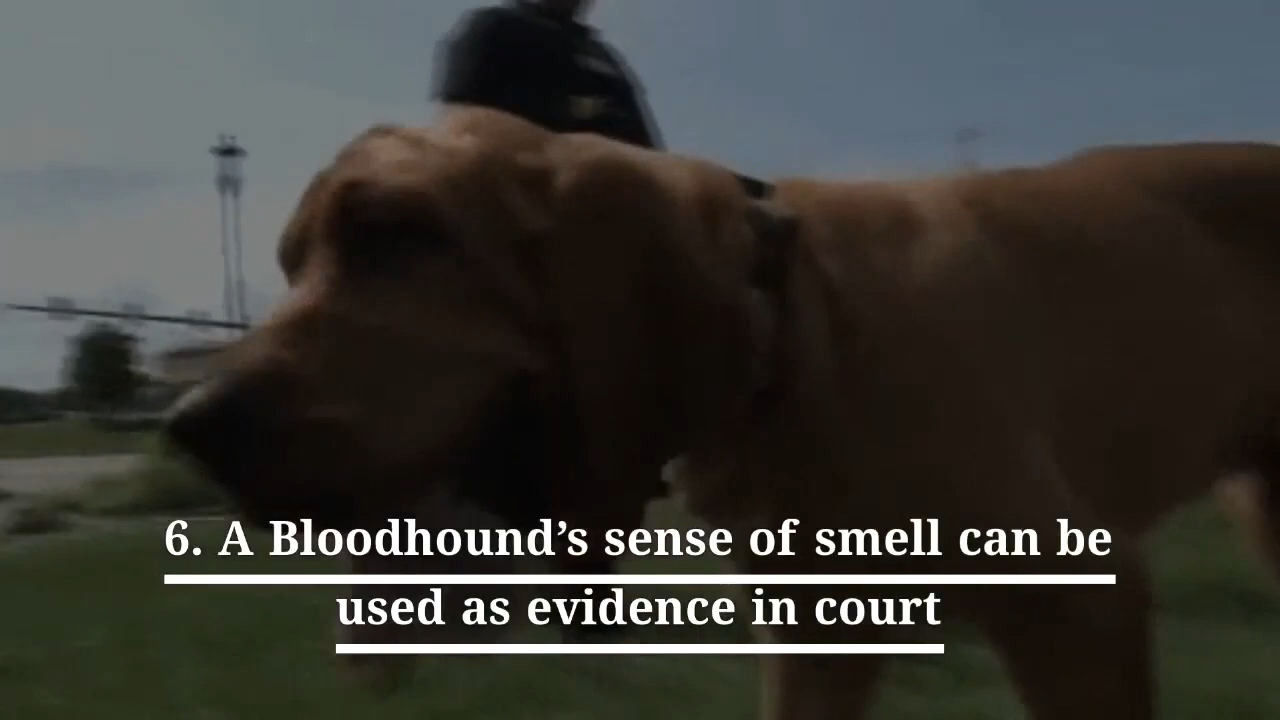 6. A Bloodhound’s sense of smell can be
used as evidence in court